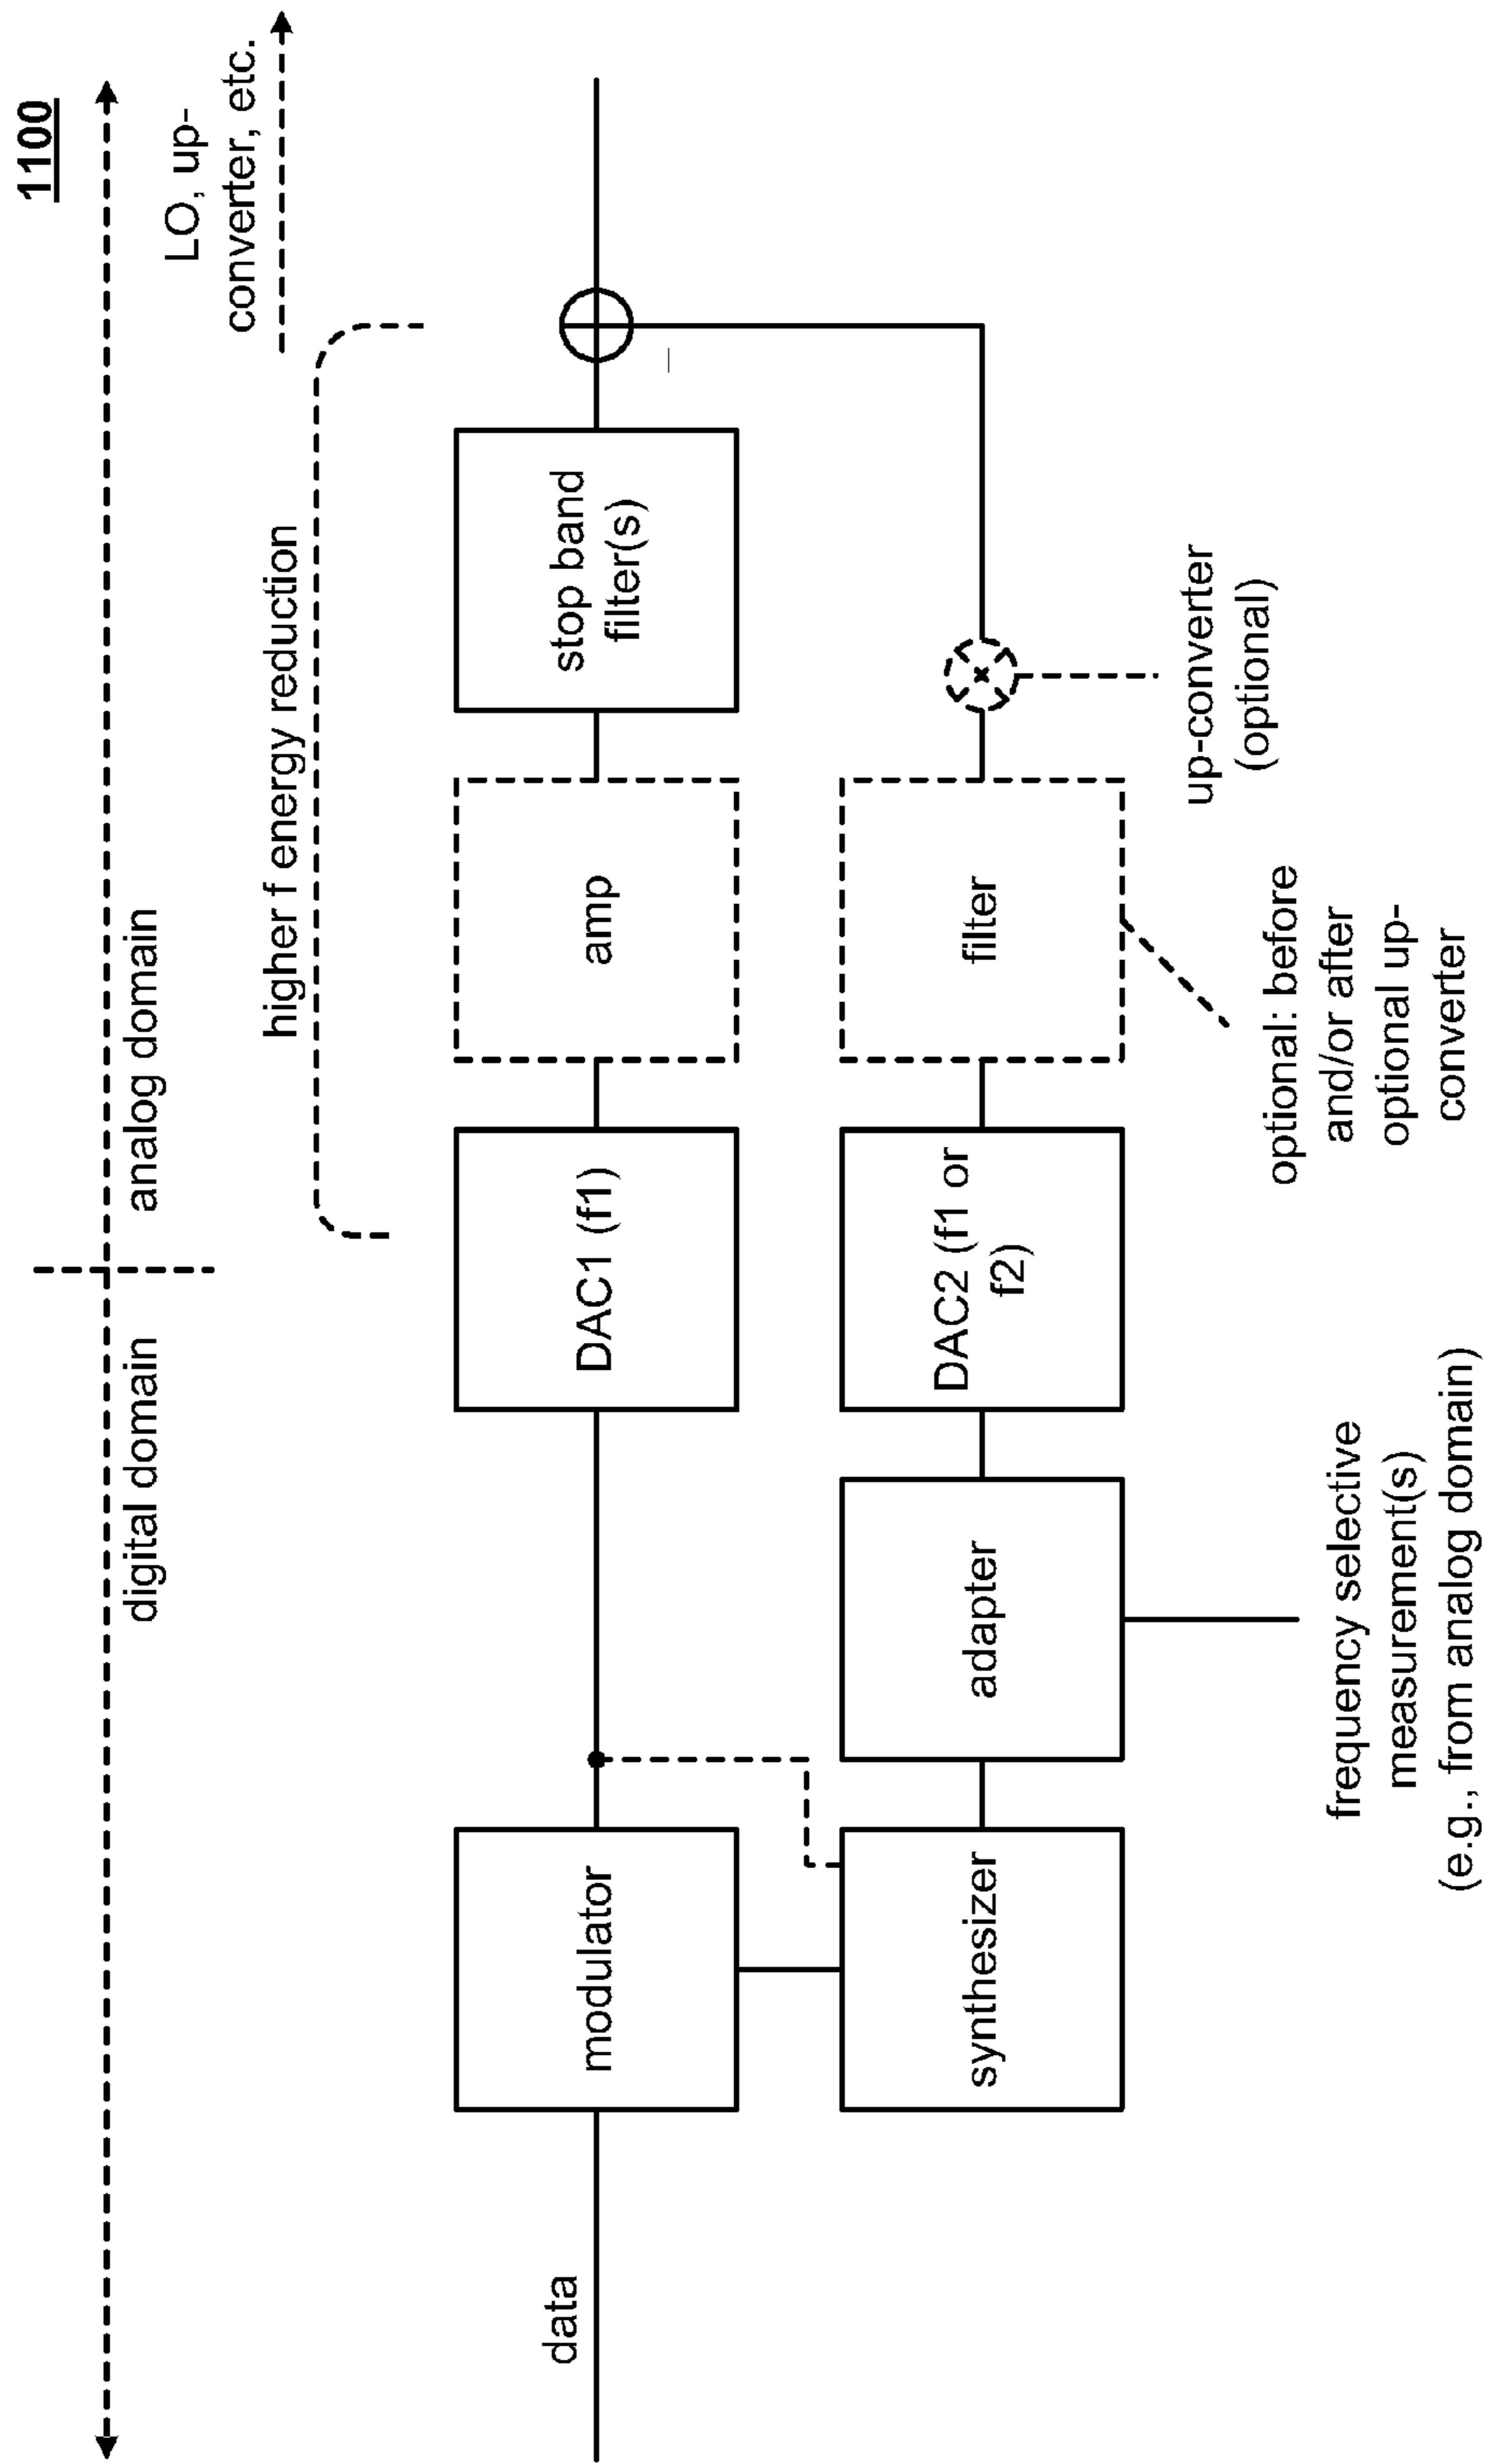 1100
digital domain
analog domain
LO, up-
converter, etc.
higher f energy reduction
data
modulator
DAC1 (f1)
amp
stop band
filter(s)
synthesizer
adapter
DAC2 (f1 or
f2)
filter
up-converter
(optional)
optional: before
and/or after
optional up-
converter
frequency selective
measurement(s)
(e.g., from analog domain)